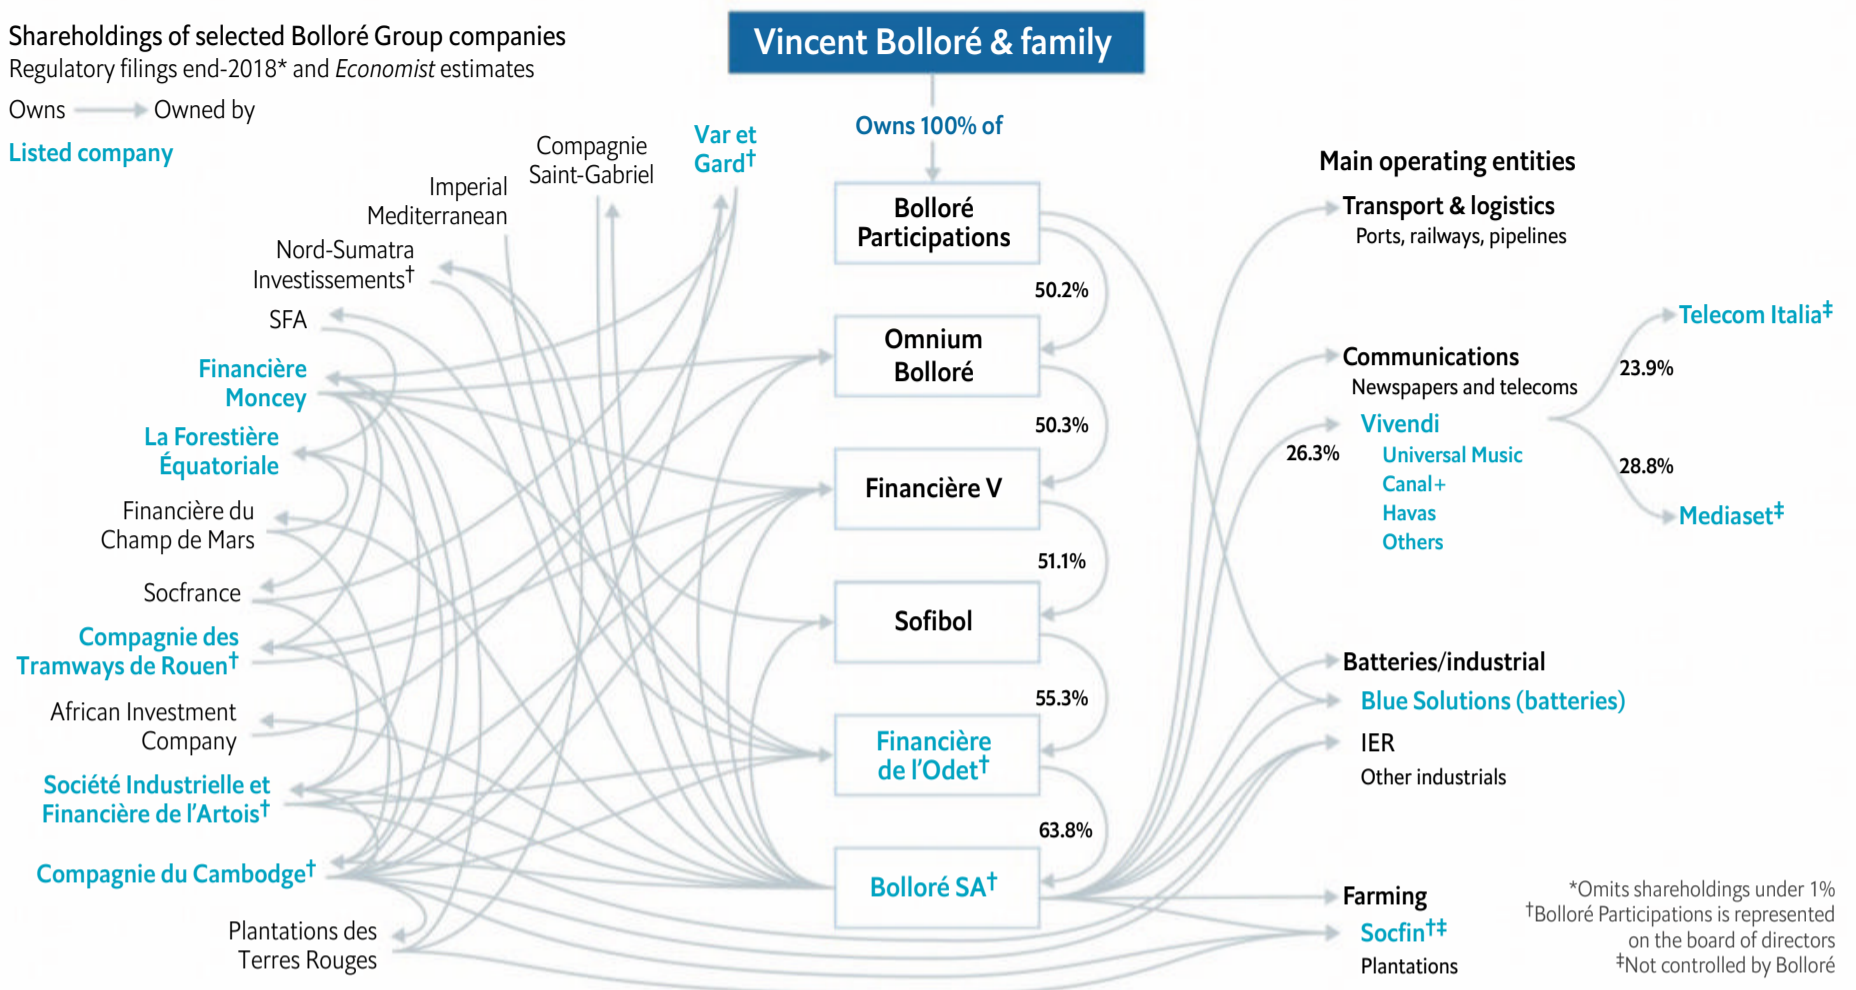 Shareholdings of selected Bolloré Group companies
Regulatory filings end-2018* and Economist estimates
Owns
Owned by
Listed company
Vincent Bolloré & family
Owns 100% of
Var et
Gard†
Compagnie
Saint-Gabriel
Imperial
Mediterranean
Nord-Sumatra
Investissements†
SFA
Financière
Moncey
La Forestière
Équatoriale
Financière du
Champ de Mars
Socfrance
Compagnie des
Tramways de Rouen†
African Investment
Company
Société Industrielle et
Financière de l'Artois†
Compagnie du Cambodge†
Plantations des
Terres Rouges
Bolloré
Participations
50.2%
Omnium
Bolloré
50.3%
Financière V
51.1%
Sofibol
55.3%
Financière
de l'Odet†
63.8%
Bolloré SA†
Main operating entities
Transport & logistics
Ports, railways, pipelines
Communications
Newspapers and telecoms
26.3%
Vivendi
Universal Music
Canal+
Havas
Others
Telecom Italia‡
23.9%
28.8%
Mediaset‡
Batteries/industrial
Blue Solutions (batteries)
IER
Other industrials
Farming
Socfin†‡
Plantations
*Omits shareholdings under 1%
†Bolloré Participations is represented
on the board of directors
‡Not controlled by Bolloré